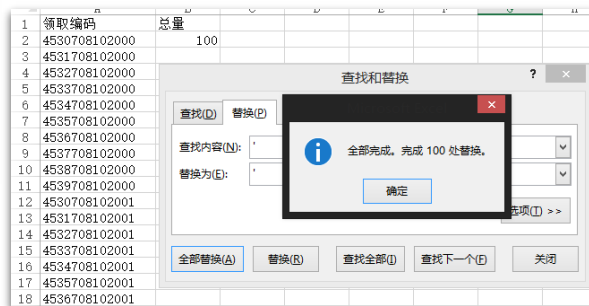 A B C D E F G H
1 领取编码 总量
2 4530708102000 100
3 4531708102000
4 4532708102000
5 4533708102000
6 4534708102000
7 4535708102000
8 4536708102000
9 4537708102000
10 4538708102000
11 4539708102000
12 4530708102001
13 4531708102001
14 4532708102001
15 4533708102001
16 4534708102001
17 4535708102001
18 4536708102001
查找和替换 ?
查找(D) 替换(P)
查找内容(N): '
替换为(E): '
全部完成。完成 100 处替换。
确定
选项(T) >>
全部替换(A) 替换(R) 查找全部(I) 查找下一个(F) 关闭